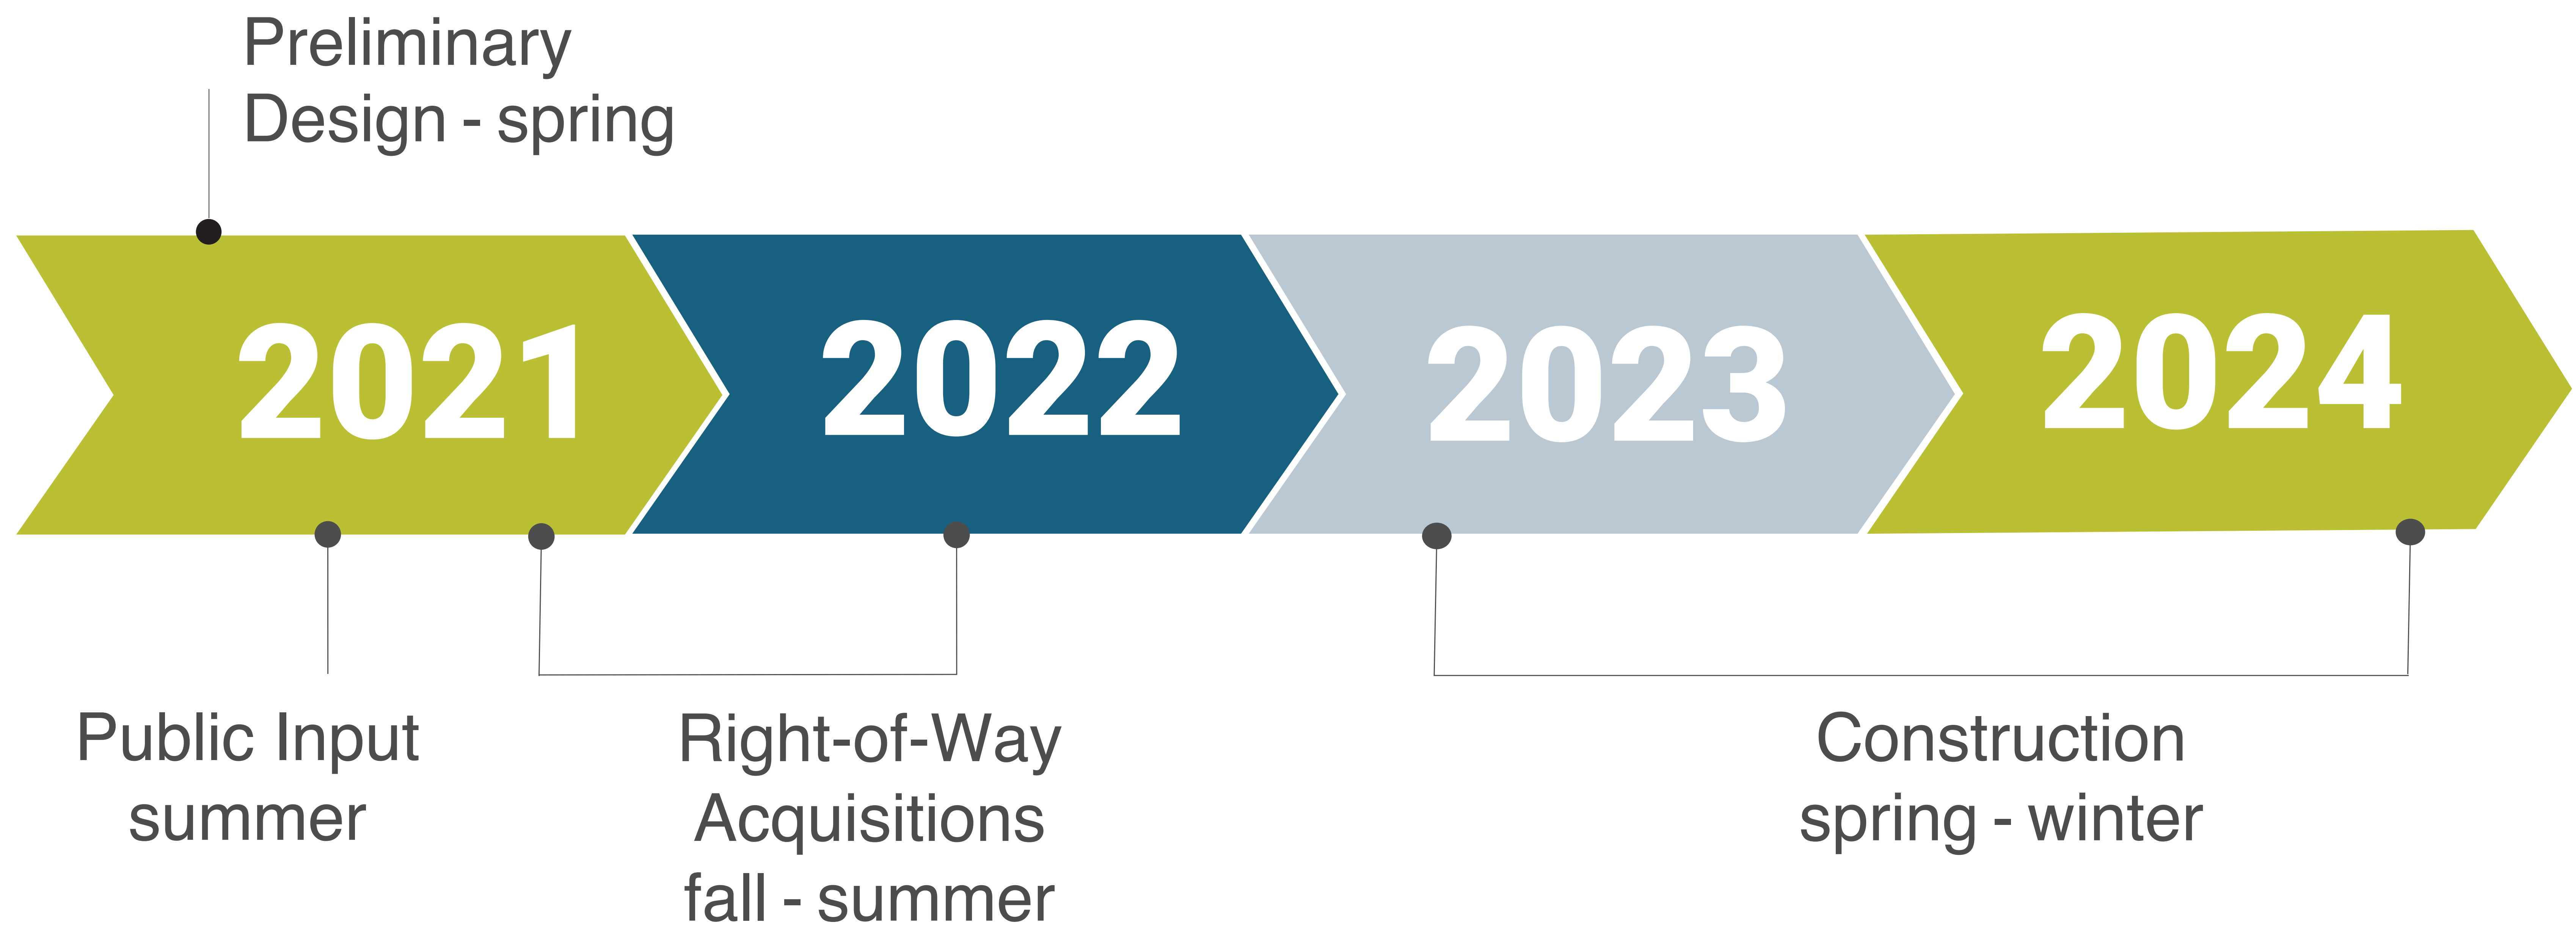 Preliminary
Design - spring
2021
2022
2023
2024
Public Input
summer
Right-of-Way
Acquisitions
fall - summer
Construction
spring - winter